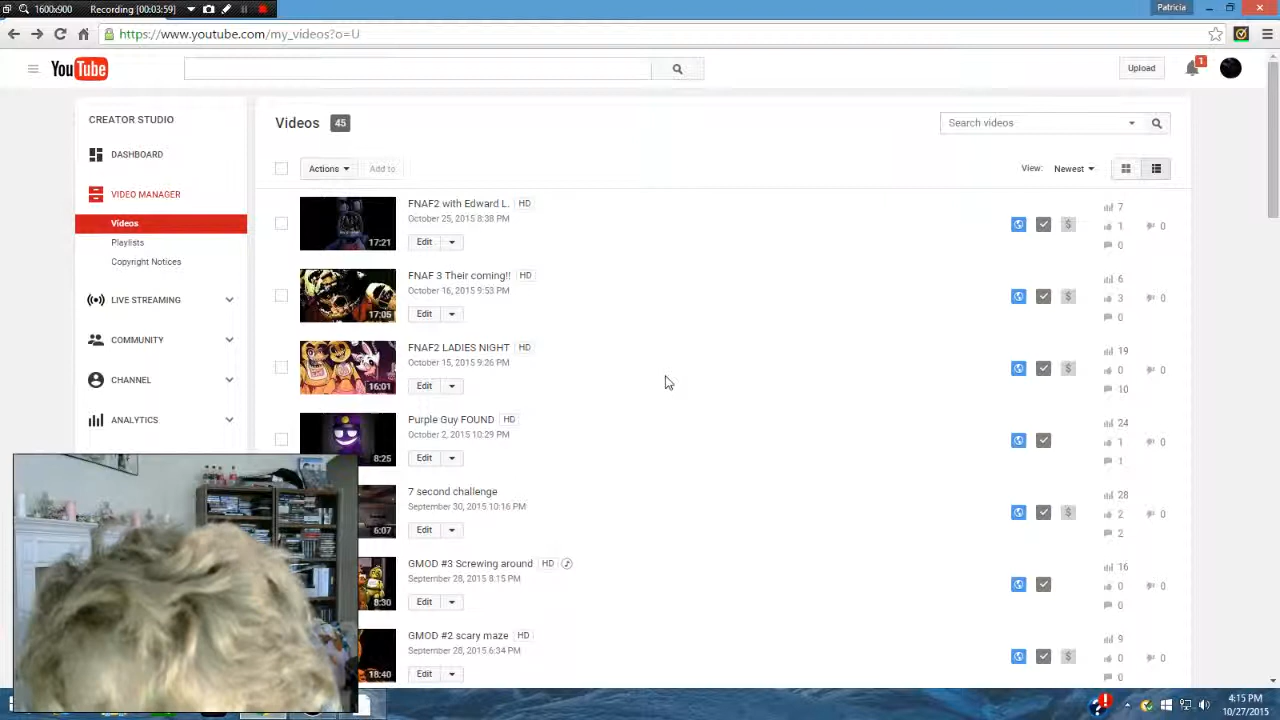 1600x900 Recording [03:59]
Patricia
https://www.youtube.com/my_videos?o=U
YouTube
Upload
1
CREATOR STUDIO
DASHBOARD
VIDEO MANAGER
Videos
Playlists
Copyright Notices
LIVE STREAMING
COMMUNITY
CHANNEL
ANALYTICS
Videos 45
Search videos
Actions
Add to
View: Newest
FNAF2 with Edward L. HD
October 25, 2015 8:38 PM
Edit
17:21
7
1 0
0
FNAF 3 Their coming!! HD
October 16, 2015 9:53 PM
Edit
17:05
6
3 0
0
FNAF2 LADIES NIGHT HD
October 15, 2015 9:26 PM
Edit
16:01
19
0 0
10
Purple Guy FOUND HD
October 2, 2015 10:29 PM
Edit
8:25
24
1 0
1
7 second challenge
September 30, 2015 10:16 PM
Edit
6:07
28
2 0
2
GMOD #3 Screwing around HD
September 28, 2015 8:15 PM
Edit
8:30
16
0 0
0
GMOD #2 scary maze HD
September 28, 2015 6:34 PM
Edit
18:40
9
0 0
0
4:15 PM
10/27/2015